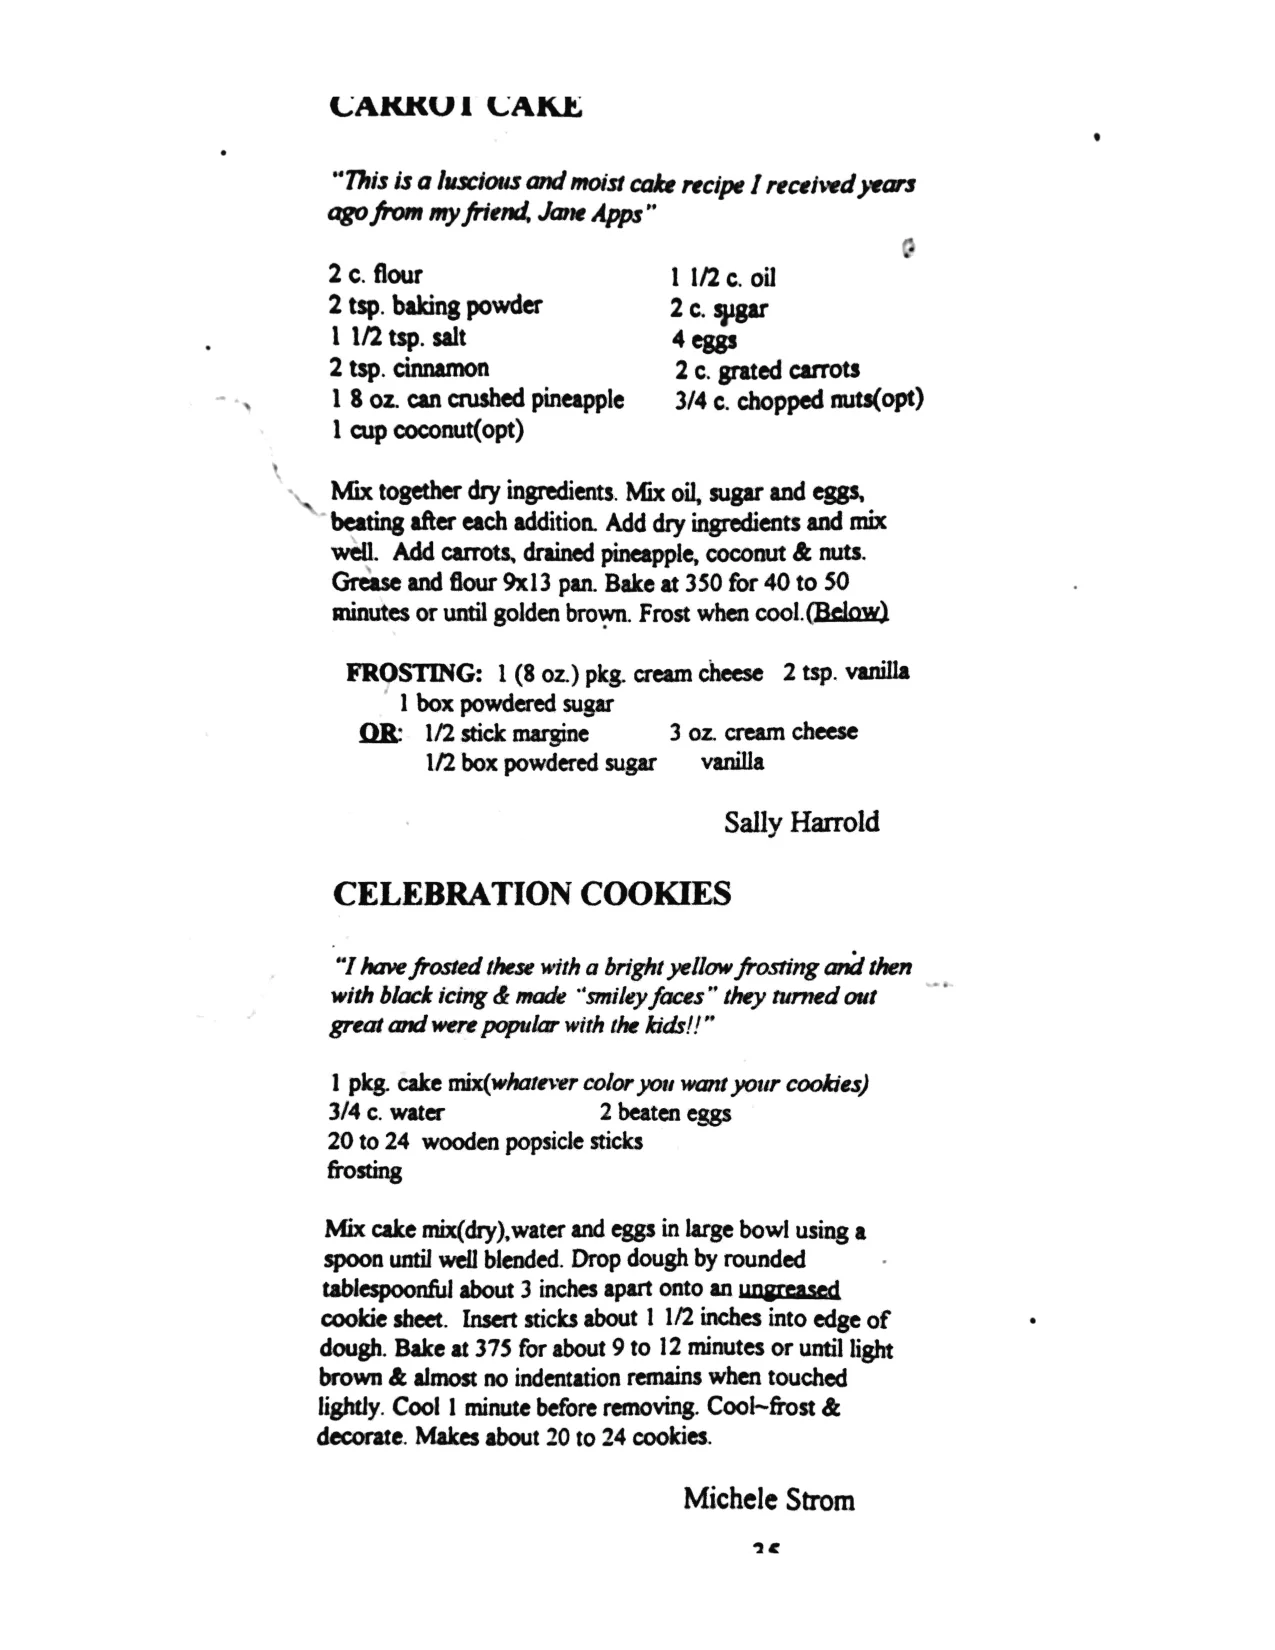 CARROT CAKE
"This is a luscious and moist cake recipe I received years
ago from my friend, Jane Apps"
2 c. flour 1 1/2 c. oil
2 tsp. baking powder 2 c. sugar
1 1/2 tsp. salt 4 eggs
2 tsp. cinnamon 2 c. grated carrots
1 8 oz. can crushed pineapple 3/4 c. chopped nuts(opt)
1 cup coconut(opt)
Mix together dry ingredients. Mix oil, sugar and eggs,
beating after each addition. Add dry ingredients and mix
well. Add carrots, drained pineapple, coconut & nuts.
Grease and flour 9x13 pan. Bake at 350 for 40 to 50
minutes or until golden brown. Frost when cool.(Below)
FROSTING: 1 (8 oz.) pkg. cream cheese 2 tsp. vanilla
1 box powdered sugar
OR: 1/2 stick margine 3 oz. cream cheese
1/2 box powdered sugar vanilla
Sally Harrold
CELEBRATION COOKIES
"I have frosted these with a bright yellow frosting and then
with black icing & made "smiley faces" they turned out
great and were popular with the kids!!"
1 pkg. cake mix(whatever color you want your cookies)
3/4 c. water 2 beaten eggs
20 to 24 wooden popsicle sticks
frosting
Mix cake mix(dry),water and eggs in large bowl using a
spoon until well blended. Drop dough by rounded
tablespoonful about 3 inches apart onto an ungreased
cookie sheet. Insert sticks about 1 1/2 inches into edge of
dough. Bake at 375 for about 9 to 12 minutes or until light
brown & almost no indentation remains when touched
lightly. Cool 1 minute before removing. Cool~frost &
decorate. Makes about 20 to 24 cookies.
Michele Strom